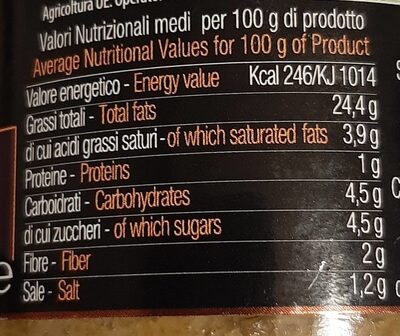 Agricoltura UE.
Valori Nutrizionali medi per 100 g di prodotto
Average Nutritional Values for 100 g of Product
Valore energetico - Energy value Kcal 246/KJ 1014
Grassi totali - Total fats 24,4 g
di cui acidi grassi saturi - of which saturated fats 3,9 g
Proteine - Proteins 1 g
Carboidrati - Carbohydrates 4,5 g
di cui zuccheri - of which sugars 4,5 g
Fibre - Fiber 2 g
Sale - Salt 1,2 g